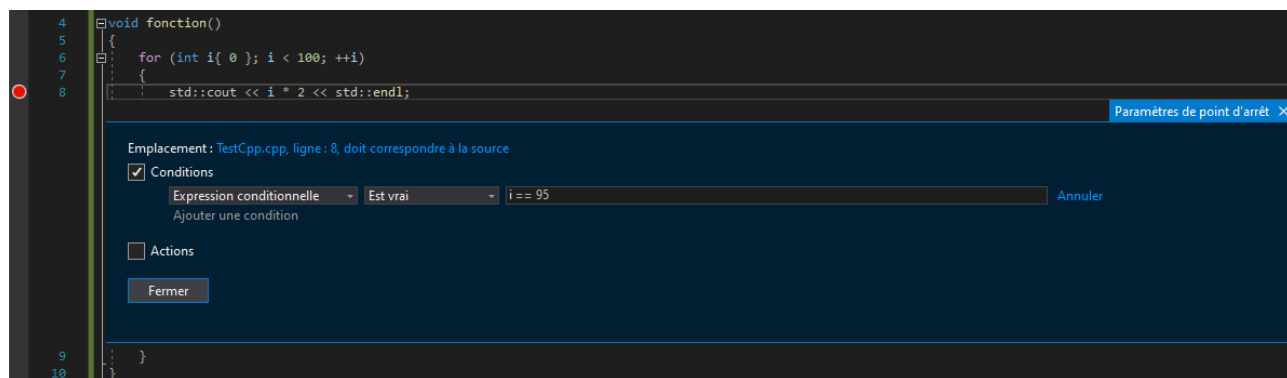 4 void fonction()
5 {
6 for (int i{ 0 }; i < 100; ++i)
7 {
8 std::cout << i * 2 << std::endl;
Paramètres de point d'arrêt ×
Emplacement : TestCpp.cpp, ligne : 8, doit correspondre à la source
Conditions
Expression conditionnelle Est vrai i == 95 Annuler
Ajouter une condition
Actions
Fermer
9 }
10 }